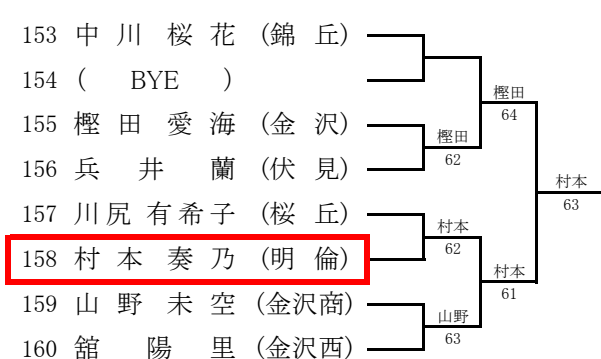 153 中川 桜花 (錦 丘)
154 ( BYE )
樫田
64
155 樫田 愛海 (金 沢)
樫田
62
156 兵井 蘭 (伏 見)
村本
63
157 川尻 有希子 (桜 丘)
村本
62
158 村本 奏乃 (明 倫)
村本
61
159 山野 未空 (金沢商)
山野
63
160 舘 陽里 (金沢西)